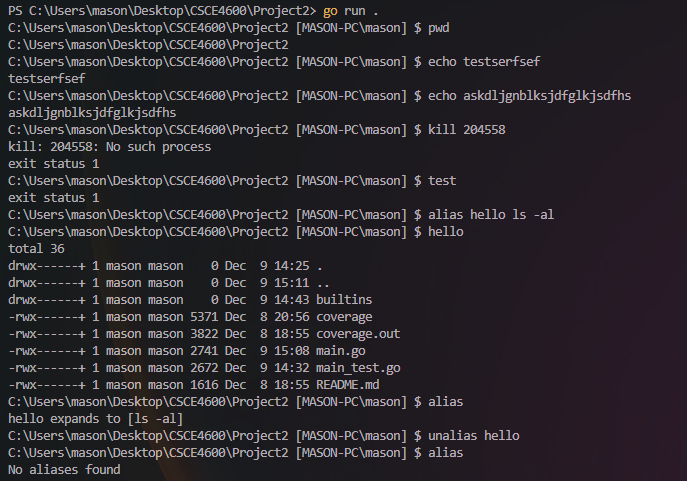 PS C:\Users\mason\Desktop\CSCE4600\Project2> go run .
C:\Users\mason\Desktop\CSCE4600\Project2 [MASON-PC\mason] $ pwd
C:\Users\mason\Desktop\CSCE4600\Project2
C:\Users\mason\Desktop\CSCE4600\Project2 [MASON-PC\mason] $ echo testserfsef
testserfsef
C:\Users\mason\Desktop\CSCE4600\Project2 [MASON-PC\mason] $ echo askdljgnblksjdfglkjsdfhs
askdljgnblksjdfglkjsdfhs
C:\Users\mason\Desktop\CSCE4600\Project2 [MASON-PC\mason] $ kill 204558
kill: 204558: No such process
exit status 1
C:\Users\mason\Desktop\CSCE4600\Project2 [MASON-PC\mason] $ test
exit status 1
C:\Users\mason\Desktop\CSCE4600\Project2 [MASON-PC\mason] $ alias hello ls -al
C:\Users\mason\Desktop\CSCE4600\Project2 [MASON-PC\mason] $ hello
total 36
drwx------+ 1 mason mason    0 Dec  9 14:25 .
drwx------+ 1 mason mason    0 Dec  9 15:11 ..
drwx------+ 1 mason mason    0 Dec  9 14:43 builtins
-rwx------+ 1 mason mason 5371 Dec  8 20:56 coverage
-rwx------+ 1 mason mason 3822 Dec  8 18:55 coverage.out
-rwx------+ 1 mason mason 2741 Dec  9 15:08 main.go
-rwx------+ 1 mason mason 2672 Dec  9 14:32 main_test.go
-rwx------+ 1 mason mason 1616 Dec  8 18:55 README.md
C:\Users\mason\Desktop\CSCE4600\Project2 [MASON-PC\mason] $ alias
hello expands to [ls -al]
C:\Users\mason\Desktop\CSCE4600\Project2 [MASON-PC\mason] $ unalias hello
C:\Users\mason\Desktop\CSCE4600\Project2 [MASON-PC\mason] $ alias
No aliases found